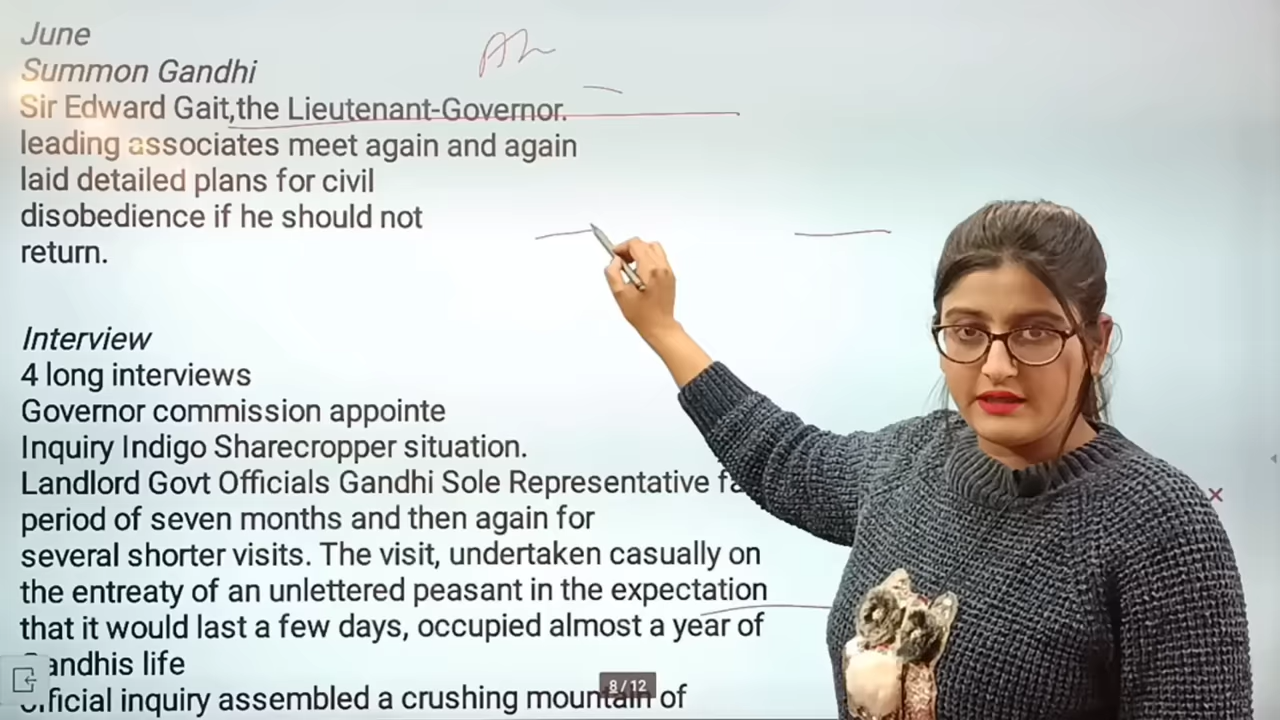 June
Summon Gandhi
Sir Edward Gait,the Lieutenant-Governor.
leading associates meet again and again
laid detailed plans for civil
disobedience if he should not
return.
Interview
4 long interviews
Governor commission appointe
Inquiry Indigo Sharecropper situation.
Landlord Govt Officials Gandhi Sole Representative
period of seven months and then again for
several shorter visits. The visit, undertaken casually on
the entreaty of an unlettered peasant in the expectation
that it would last a few days, occupied almost a year of
andhis life
official inquiry assembled a crushing mountain of
8 / 12